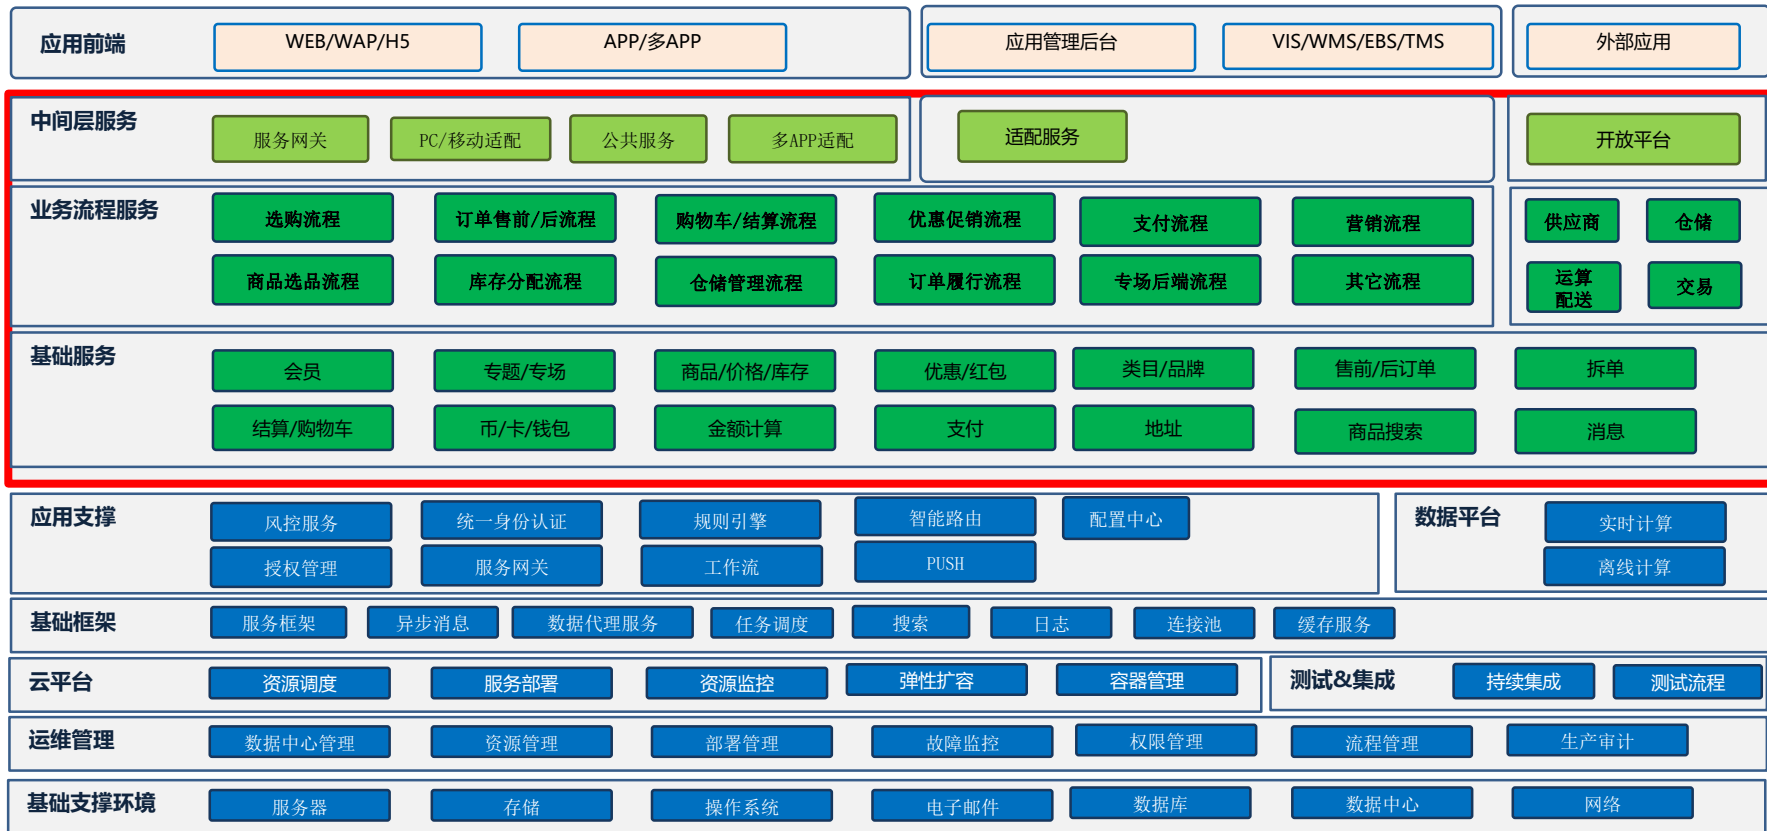 应用前端
WEB/WAP/H5
APP/多APP
应用管理后台
VIS/WMS/EBS/TMS
外部应用
中间层服务
服务网关
PC/移动适配
公共服务
多APP适配
适配服务
开放平台
业务流程服务
选购流程
订单售前/后流程
购物车/结算流程
优惠促销流程
支付流程
营销流程
供应商
仓储
商品选品流程
库存分配流程
仓储管理流程
订单履行流程
专场后端流程
其它流程
运算
配送
交易
基础服务
会员
专题/专场
商品/价格/库存
优惠/红包
类目/品牌
售前/后订单
拆单
结算/购物车
币/卡/钱包
金额计算
支付
地址
商品搜索
消息
应用支撑
风控服务
统一身份认证
规则引擎
智能路由
配置中心
授权管理
服务网关
工作流
PUSH
数据平台
实时计算
离线计算
基础框架
服务框架
异步消息
数据代理服务
任务调度
搜索
日志
连接池
缓存服务
云平台
资源调度
服务部署
资源监控
弹性扩容
容器管理
测试&集成
持续集成
测试流程
运维管理
数据中心管理
资源管理
部署管理
故障监控
权限管理
流程管理
生产审计
基础支撑环境
服务器
存储
操作系统
电子邮件
数据库
数据中心
网络